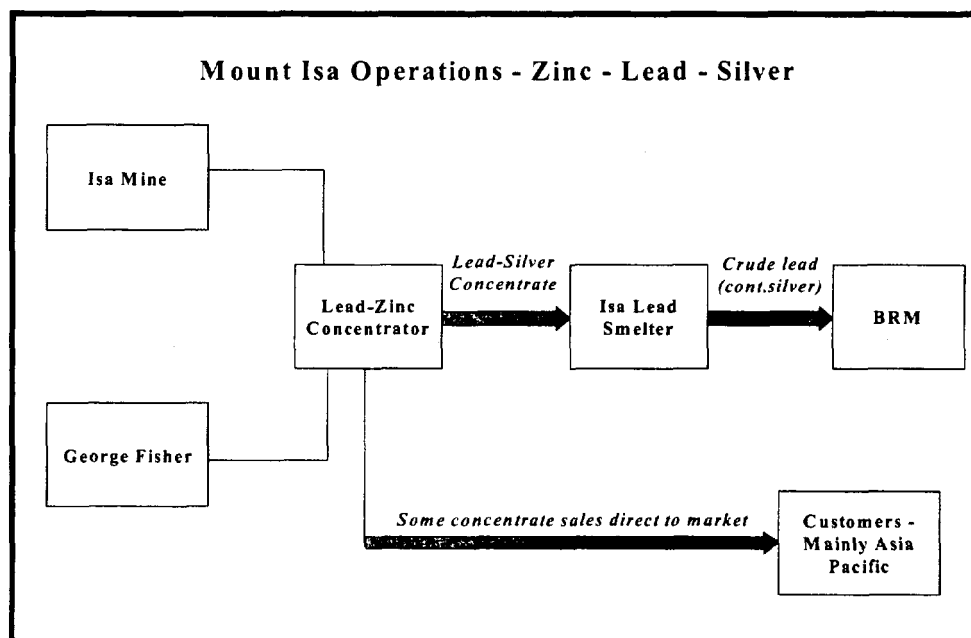 Mount Isa Operations - Zinc - Lead - Silver
Isa Mine
Lead-Silver
Concentrate
Crude lead
(cont.silver)
Lead-Zinc
Concentrator
Isa Lead
Smelter
BRM
George Fisher
Some concentrate sales direct to market
Customers -
Mainly Asia
Pacific